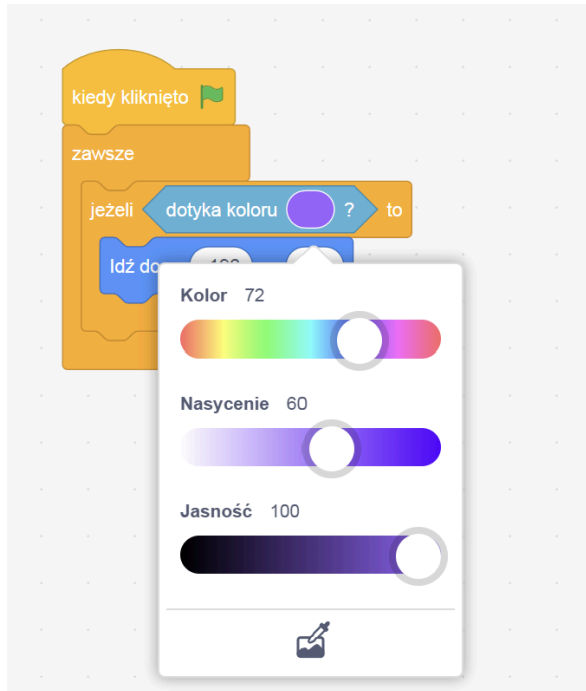 kiedy kliknięto
zawsze
jeżeli dotyka koloru ? to
Idź do
Kolor 72
Nasycenie 60
Jasność 100